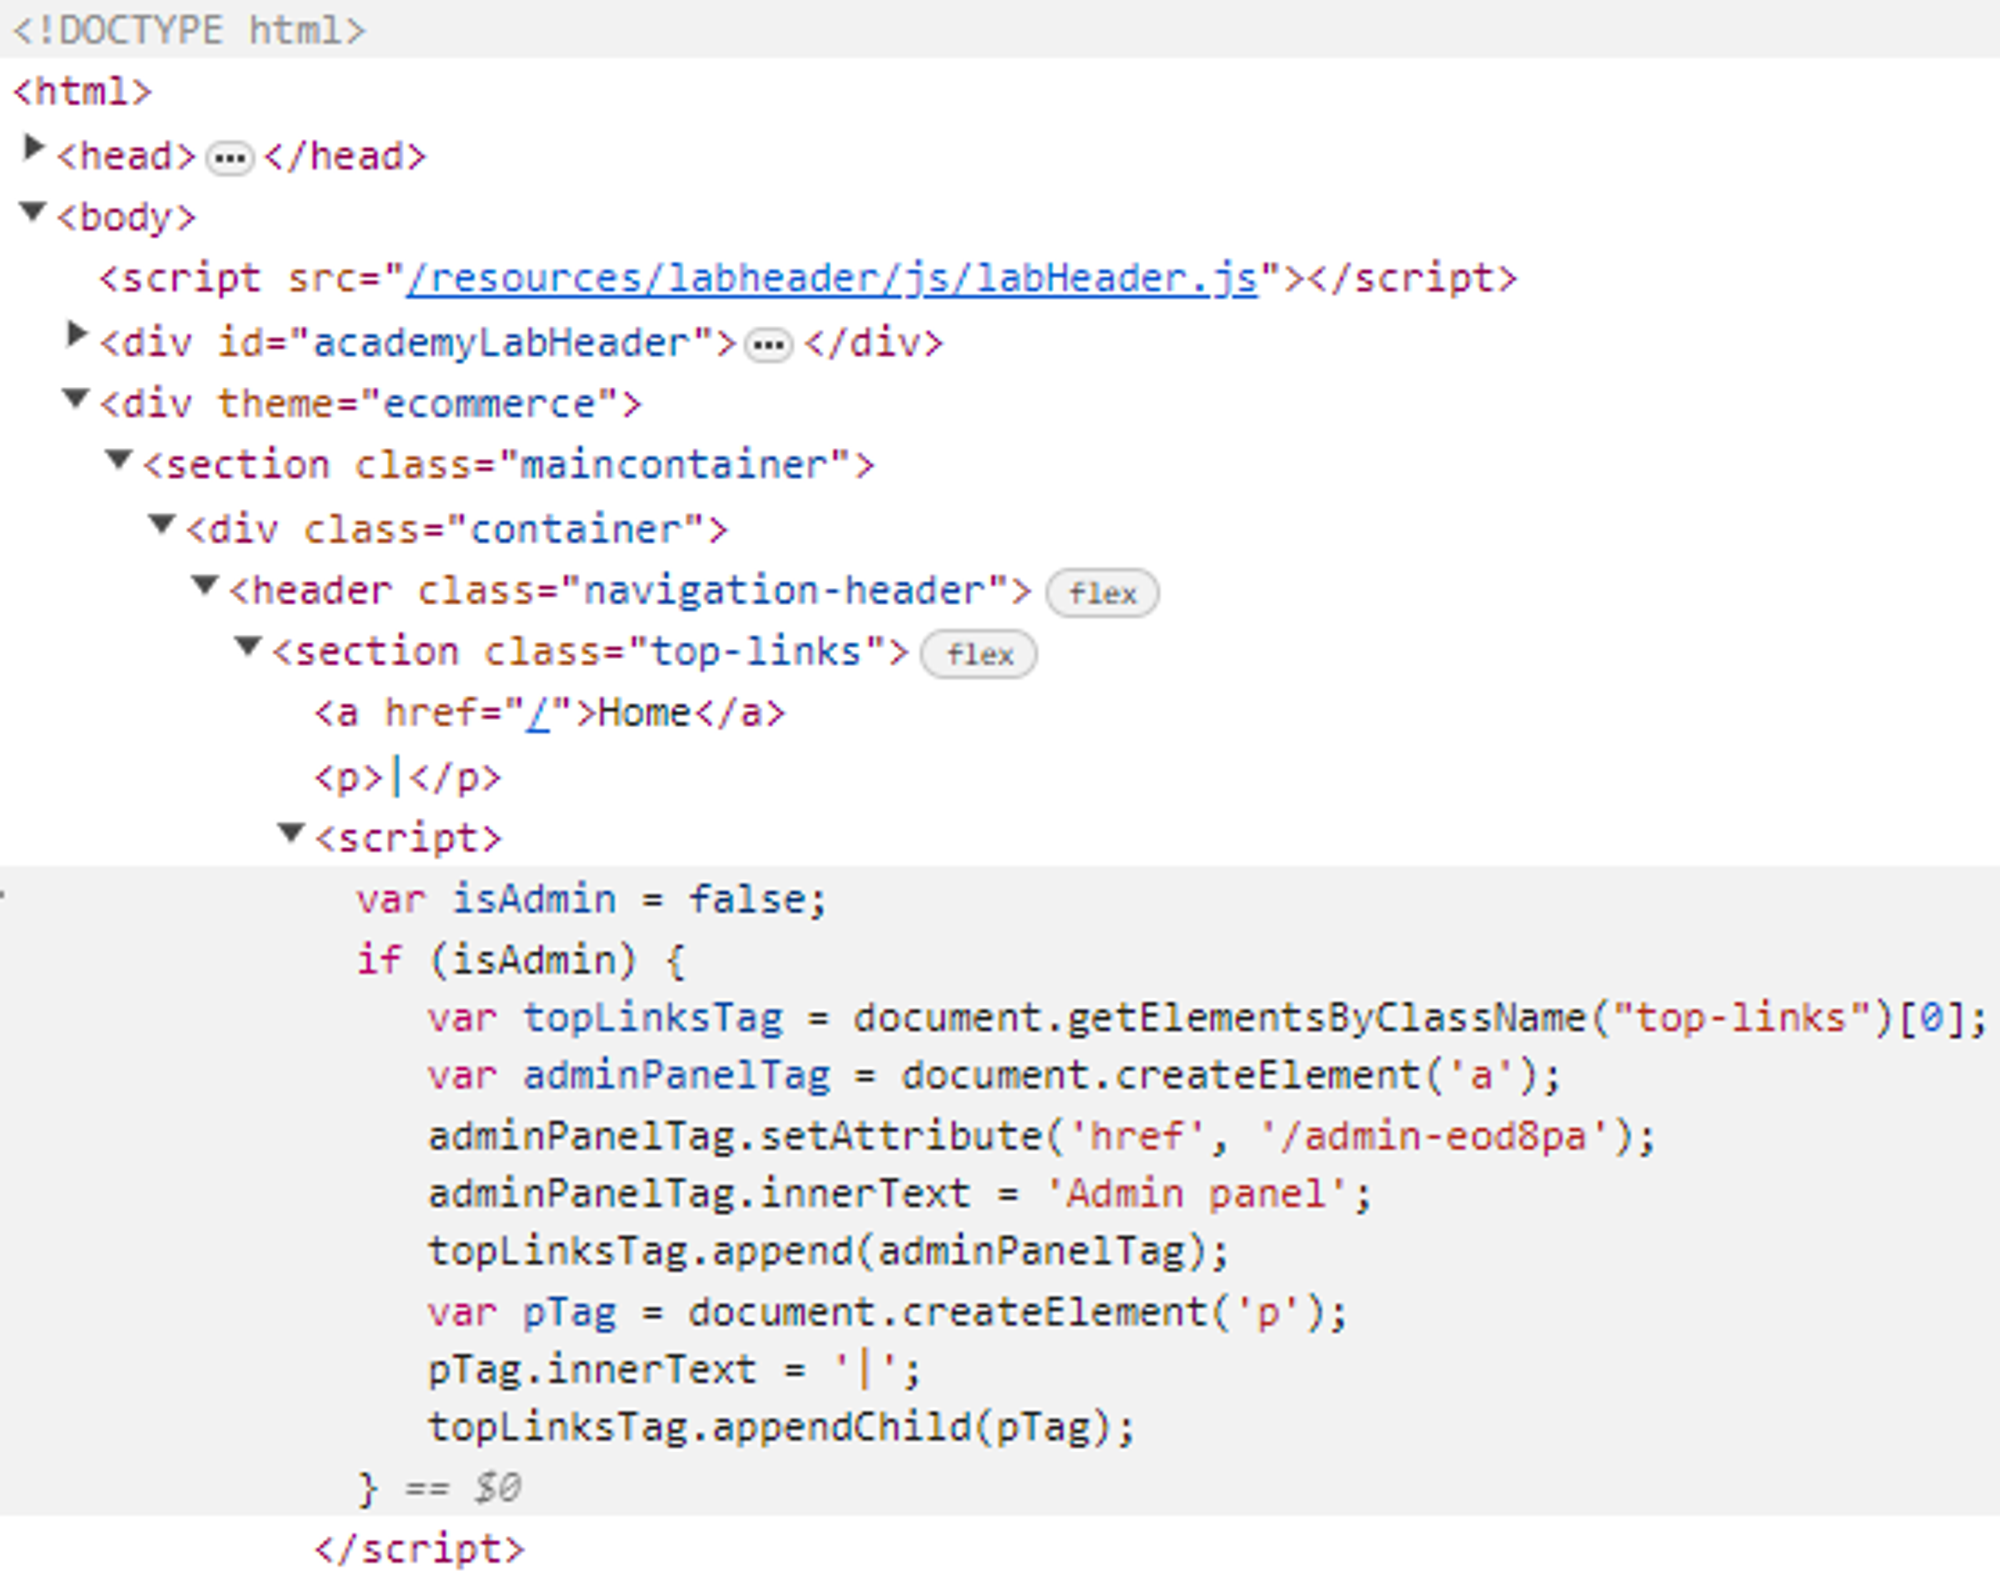 <!DOCTYPE html>
<html>
<head> ••• </head>
<body>
<script src="/resources/labheader/js/labHeader.js"></script>
<div id="academyLabHeader"> ••• </div>
<div theme="ecommerce">
<section class="maincontainer">
<div class="container">
<header class="navigation-header"> flex
<section class="top-links"> flex
<a href="/">Home</a>
<p>|</p>
<script>
var isAdmin = false;
if (isAdmin) {
var topLinksTag = document.getElementsByClassName("top-links")[0];
var adminPanelTag = document.createElement('a');
adminPanelTag.setAttribute('href', '/admin-eod8pa');
adminPanelTag.innerText = 'Admin panel';
topLinksTag.append(adminPanelTag);
var pTag = document.createElement('p');
pTag.innerText = '|';
topLinksTag.appendChild(pTag);
} == $0
</script>